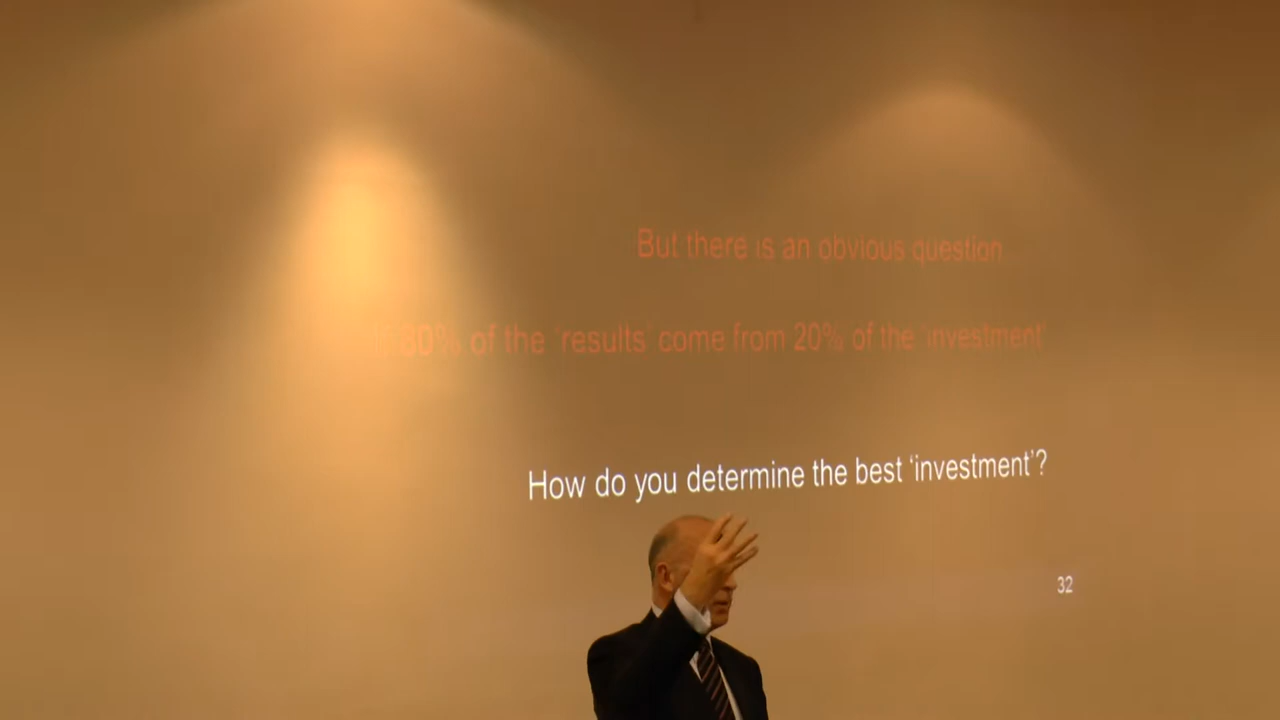 But there is an obvious question
If 80% of the 'results' come from 20% of the 'investment'
How do you determine the best 'investment'?
32